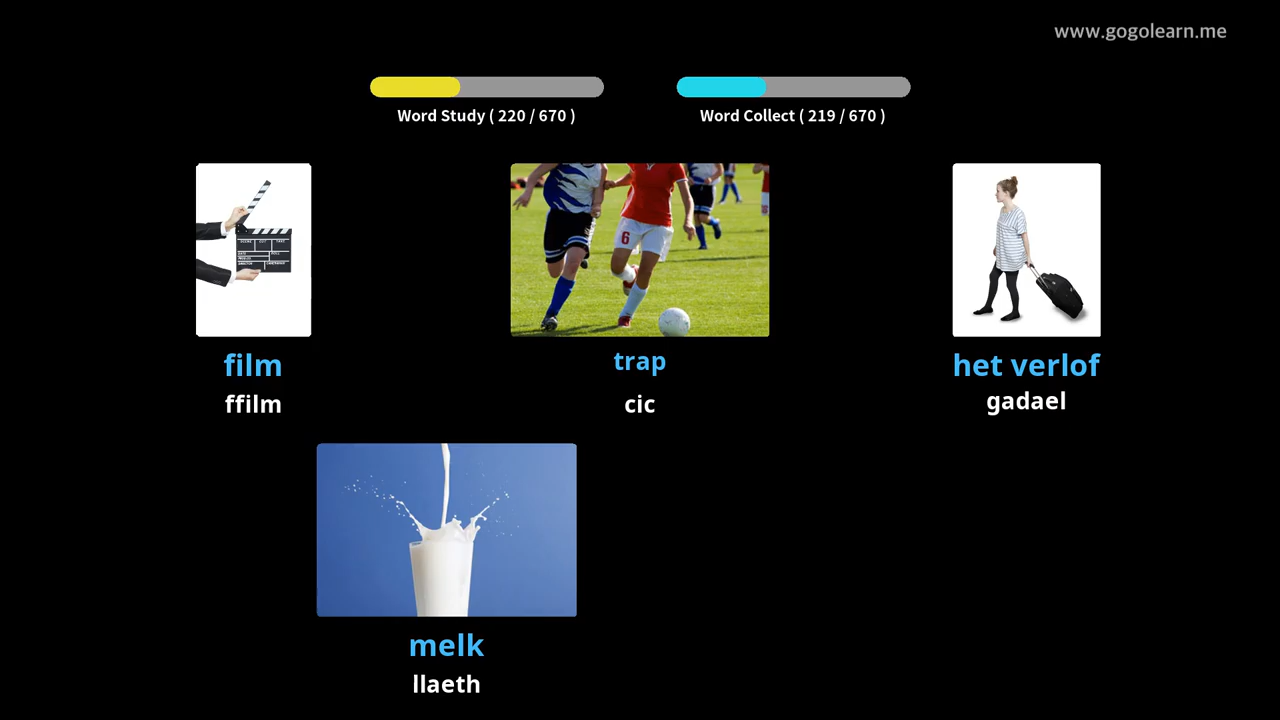 www.gogolearn.me
Word Study ( 220 / 670 )
Word Collect ( 219 / 670 )
film
ffilm
trap
cic
6
het verlof
gadael
melk
llaeth